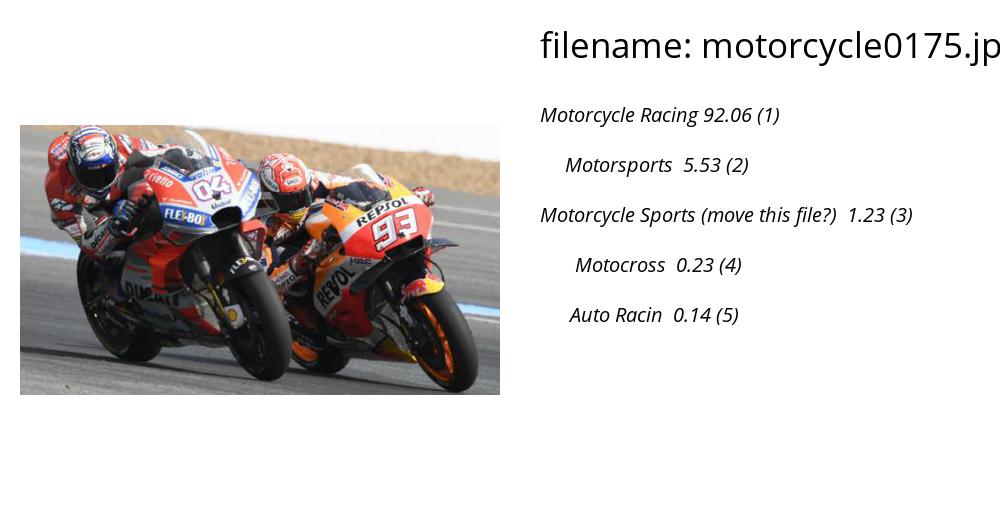 filename: motorcycle0175.jp
Motorcycle Racing 92.06 (1)
Motorsports 5.53 (2)
Motorcycle Sports (move this file?) 1.23 (3)
Motocross 0.23 (4)
Auto Racin 0.14 (5)
04
FLEX-BOX
DUCATI
REPSOL
93
REPSOL